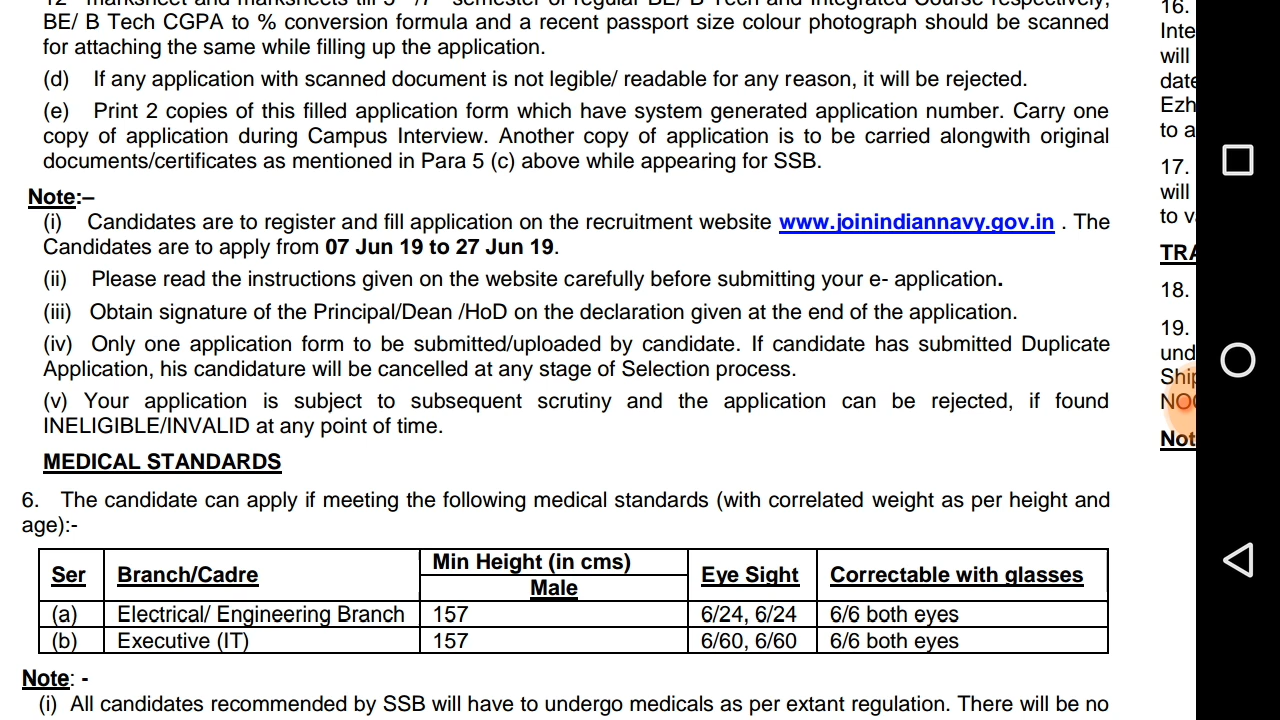 BE/ B Tech CGPA to % conversion formula and a recent passport size colour photograph should be scanned
for attaching the same while filling up the application.
(d) If any application with scanned document is not legible/ readable for any reason, it will be rejected.
(e) Print 2 copies of this filled application form which have system generated application number. Carry one
copy of application during Campus Interview. Another copy of application is to be carried alongwith original
documents/certificates as mentioned in Para 5 (c) above while appearing for SSB.
Note:–
(i) Candidates are to register and fill application on the recruitment website www.joinindiannavy.gov.in . The
Candidates are to apply from 07 Jun 19 to 27 Jun 19.
(ii) Please read the instructions given on the website carefully before submitting your e- application.
(iii) Obtain signature of the Principal/Dean /HoD on the declaration given at the end of the application.
(iv) Only one application form to be submitted/uploaded by candidate. If candidate has submitted Duplicate
Application, his candidature will be cancelled at any stage of Selection process.
(v) Your application is subject to subsequent scrutiny and the application can be rejected, if found
INELIGIBLE/INVALID at any point of time.
MEDICAL STANDARDS
6. The candidate can apply if meeting the following medical standards (with correlated weight as per height and
age):-
Ser Branch/Cadre Min Height (in cms) Eye Sight Correctable with glasses
Male
(a) Electrical/ Engineering Branch 157 6/24, 6/24 6/6 both eyes
(b) Executive (IT) 157 6/60, 6/60 6/6 both eyes
Note: -
(i) All candidates recommended by SSB will have to undergo medicals as per extant regulation. There will be no
16.
Inte
will
date
Ezh
to a
17.
will
to v
TRA
18.
19.
und
Ship
Not